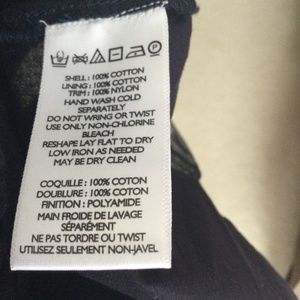 SHELL : 100% COTTON
LINING : 100% COTTON
TRIM : 100% NYLON
HAND WASH COLD
SEPARATELY
DO NOT WRING OR TWIST
USE ONLY NON-CHLORINE
BLEACH
RESHAPE LAY FLAT TO DRY
LOW IRON AS NEEDED
MAY BE DRY CLEAN
COQUILLE : 100% COTON
DOUBLURE : 100% COTON
FINITION : POLYAMIDE
MAIN FROIDE DE LAVAGE
SÉPARÉMENT
NE PAS TORDRE OU TWIST
UTILISEZ SEULEMENT NON-JAVEL